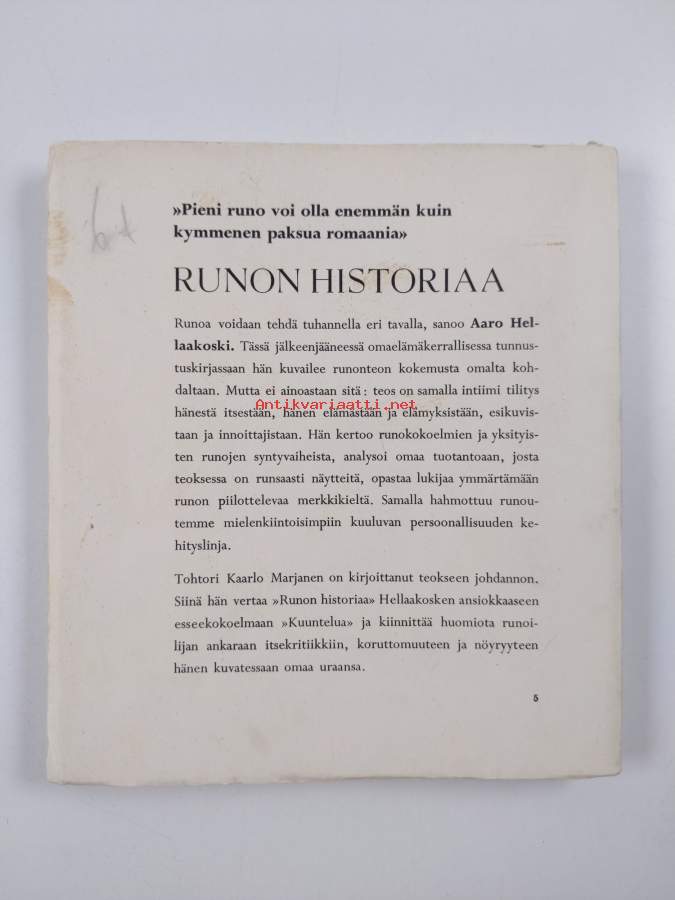 »Pieni runo voi olla enemmän kuin
kymmenen paksua romaania»
RUNON HISTORIAA
Runoa voidaan tehdä tuhannella eri tavalla, sanoo Aaro Hel-
laakoski. Tässä jälkeenjääneessä omaelämäkerrallisessa tunnus-
tuskirjassaan hän kuvailee runonteon kokemusta omalta koh-
daltaan. Mutta ei ainoastaan sitä: teos on samalla intiimi tilitys
hänestä itsestään, hänen elämästään ja elämyksistään, esikuvis-
Antikvariaatti.net
taan ja innoittajistaan. Hän kertoo runokokoelmien ja yksityis-
ten runojen syntyvaiheista, analysoi omaa tuotantoaan, josta
teoksessa on runsaasti näytteitä, opastaa lukijaa ymmärtämään
runon piilottelevaa merkkikieltä. Samalla hahmottuu runou-
temme mielenkiintoisimpiin kuuluvan persoonallisuuden ke-
hityslinja.
Tohtori Kaarlo Marjanen on kirjoittanut teokseen johdannon.
Siinä hän vertaa »Runon historiaa» Hellaakosken ansiokkaaseen
esseekokoelmaan »Kuuntelua» ja kiinnittää huomiota runoi-
lijan ankaraan itsekritiikkiin, koruttomuuteen ja nöyryyteen
hänen kuvatessaan omaa uraansa.
5